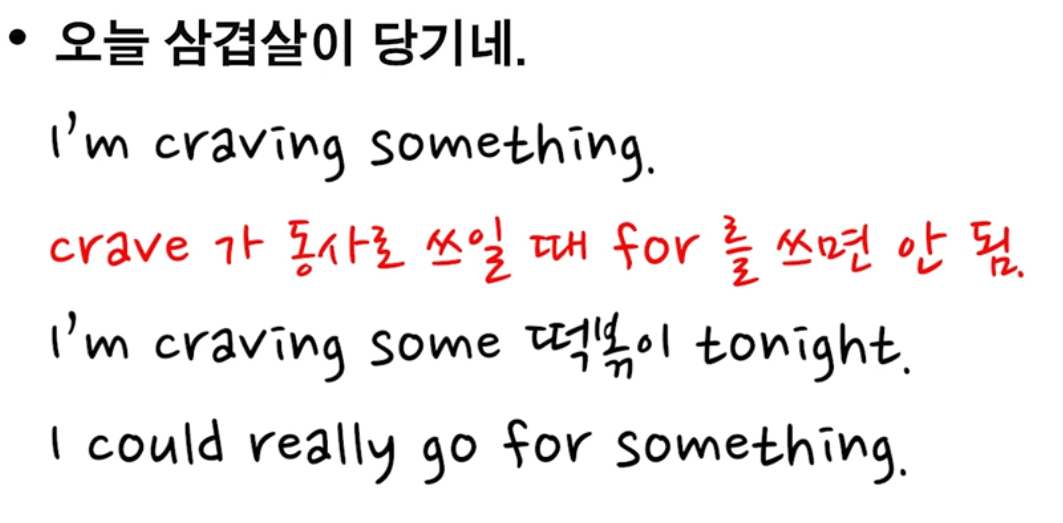 • 오늘 삼겹살이 당기네.
I'm craving something.
crave 가 동사로 쓰일 때 for 를 쓰면 안 됨.
I'm craving some 떡볶이 tonight.
I could really go for something.